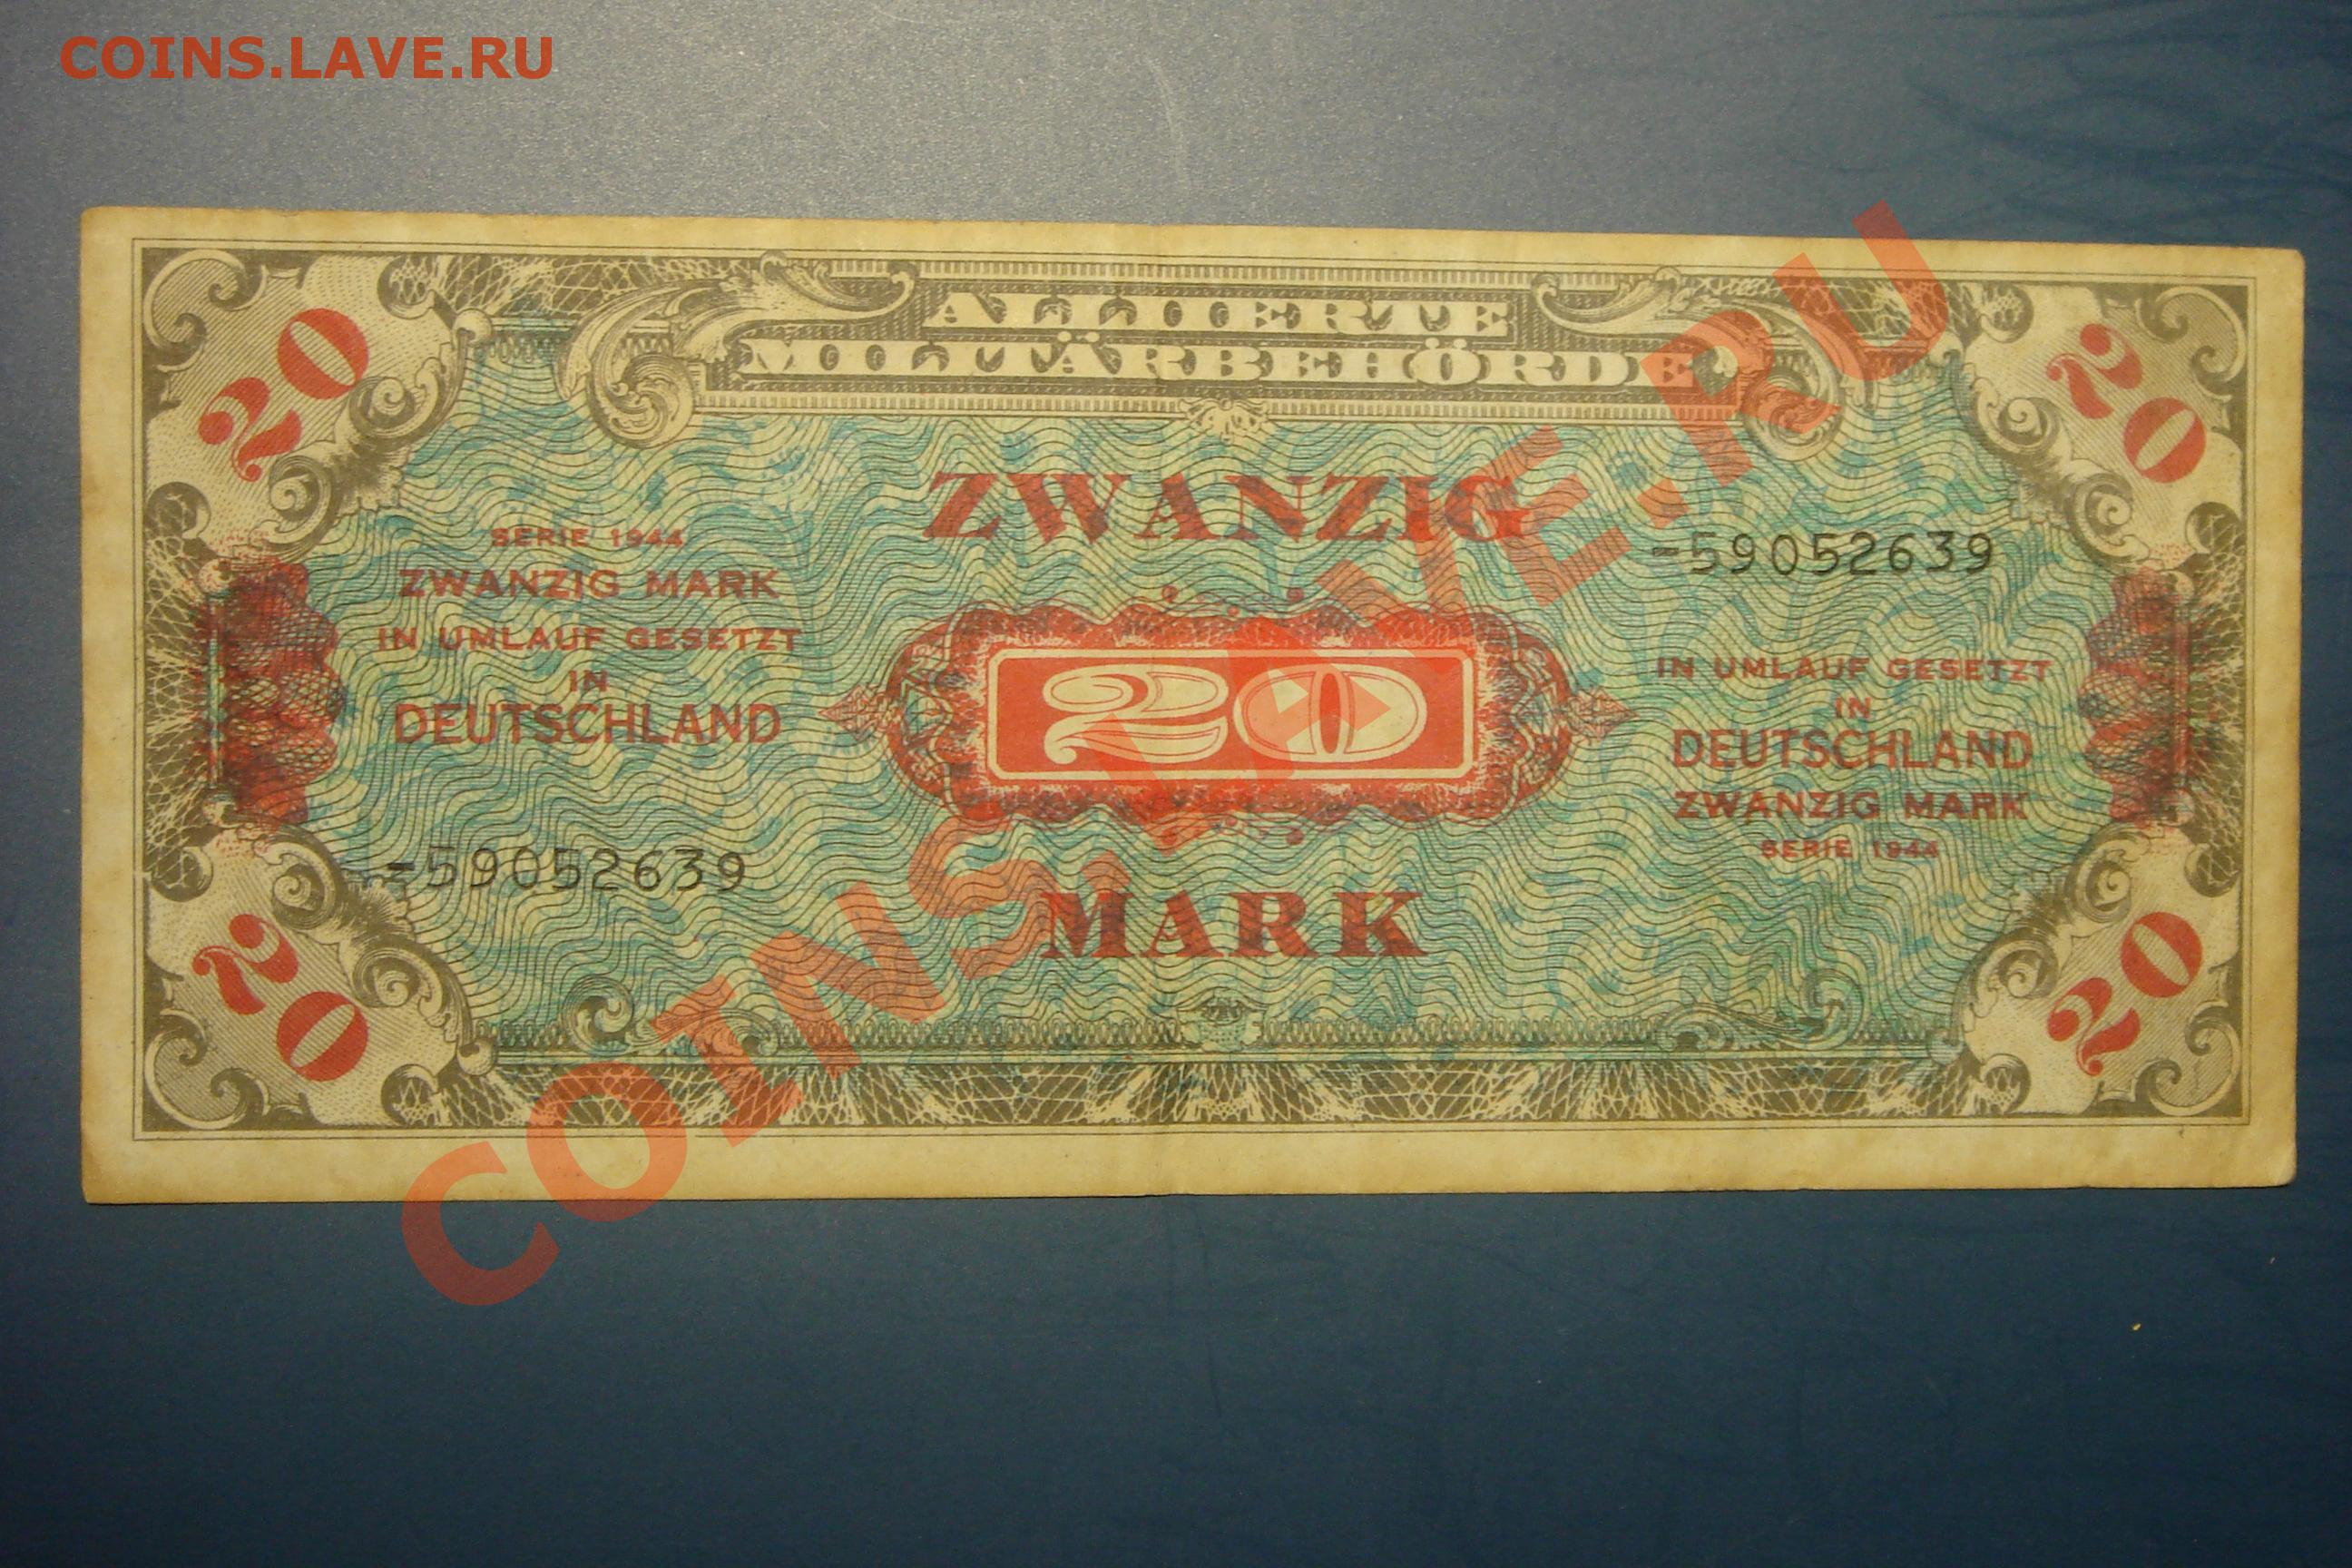 COINS.LAVE.RU
20
20
ALLIIERTE
MILITÄRBEHÖRDE
ZWANZIG
SERIE 1944
ZWANZIG MARK
IN UMLAUF GESETZT
IN
DEUTSCHLAND
-59052639
20
-59052639
IN UMLAUF GESETZT
IN
DEUTSCHLAND
ZWANZIG MARK
SERIE 1944
MARK
20
20
COINS.LAVE.RU